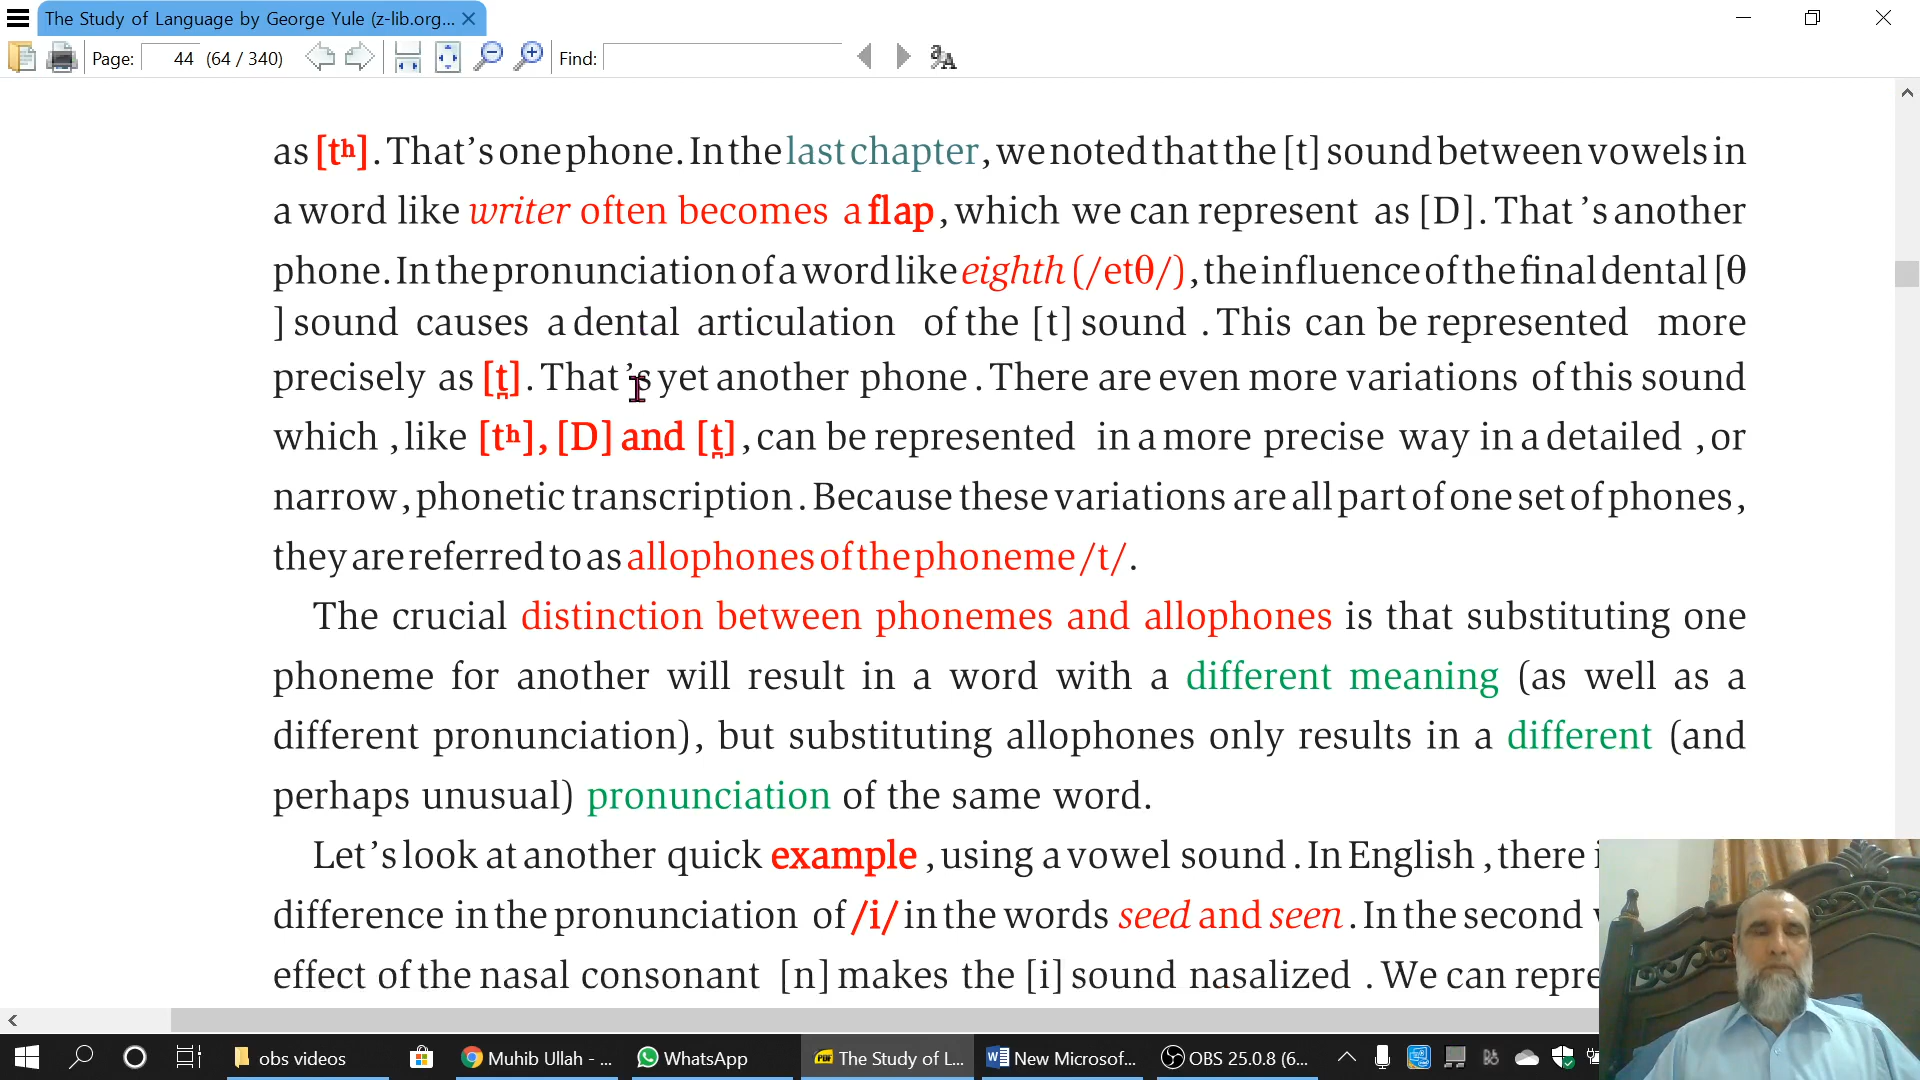 The Study of Language by George Yule (z-lib.org...
Page: 44 (64 / 340) Find:
as [tʰ]. That's one phone. In the last chapter, we noted that the [t] sound between vowels in
a word like writer often becomes a flap, which we can represent as [D]. That's another
phone. In the pronunciation of a word like eighth (/etθ/), the influence of the final dental [θ
] sound causes a dental articulation of the [t] sound. This can be represented more
precisely as [t̪]. That's yet another phone. There are even more variations of this sound
which, like [tʰ], [D] and [t̪], can be represented in a more precise way in a detailed, or
narrow, phonetic transcription. Because these variations are all part of one set of phones,
they are referred to as allophones of the phoneme /t/.
The crucial distinction between phonemes and allophones is that substituting one
phoneme for another will result in a word with a different meaning (as well as a
different pronunciation), but substituting allophones only results in a different (and
perhaps unusual) pronunciation of the same word.
Let's look at another quick example, using a vowel sound. In English, there i
difference in the pronunciation of /i/ in the words seed and seen. In the second
effect of the nasal consonant [n] makes the [i] sound nasalized. We can repre
obs videos Muhib Ullah - ... WhatsApp The Study of L... New Microsof... OBS 25.0.8 (6...